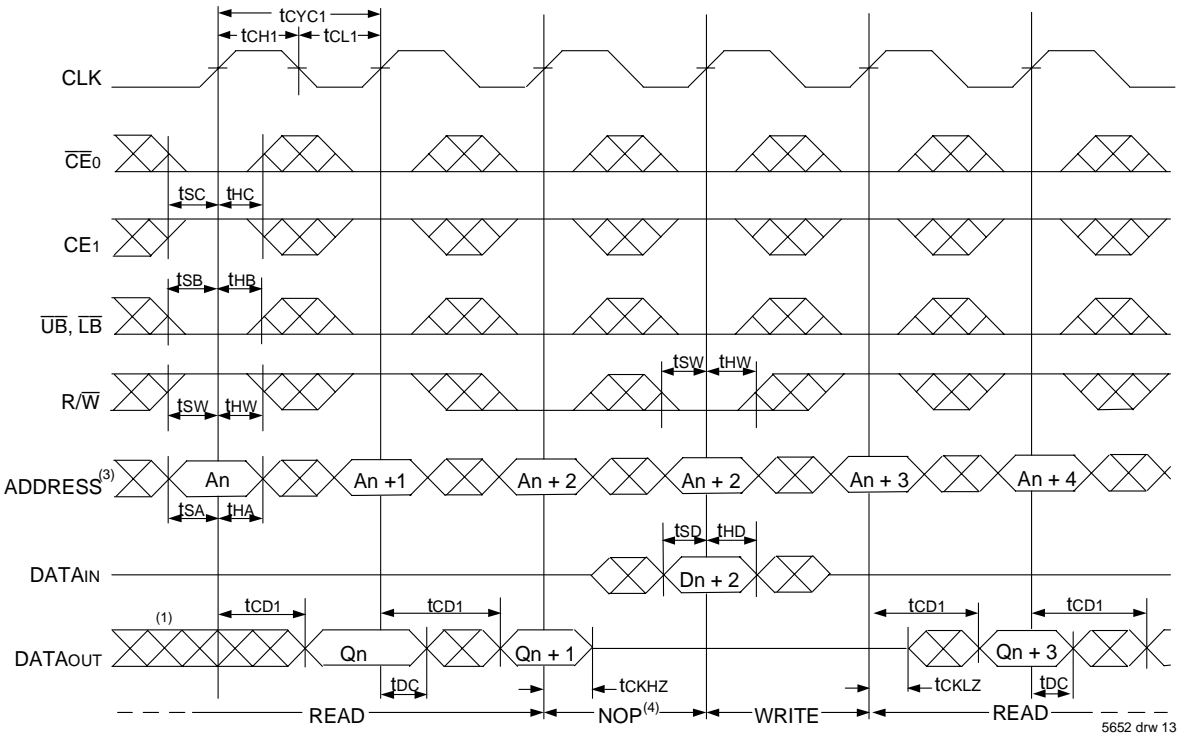 tCYC1
tCH1 tCL1
CLK
CE0
tSC tHC
CE1
tSB tHB
UB, LB
tSW tHW
R/W
tSW tHW
ADDRESS(3) An An +1 An + 2 An + 2 An + 3 An + 4
tSA tHA
tSD tHD
DATAIN Dn + 2
(1) tCD1 tCD1 tCD1 tCD1
DATAOUT Qn Qn + 1 Qn + 3
tDC tCKHZ tCKLZ tDC
READ NOP(4) WRITE READ
5652 drw 13